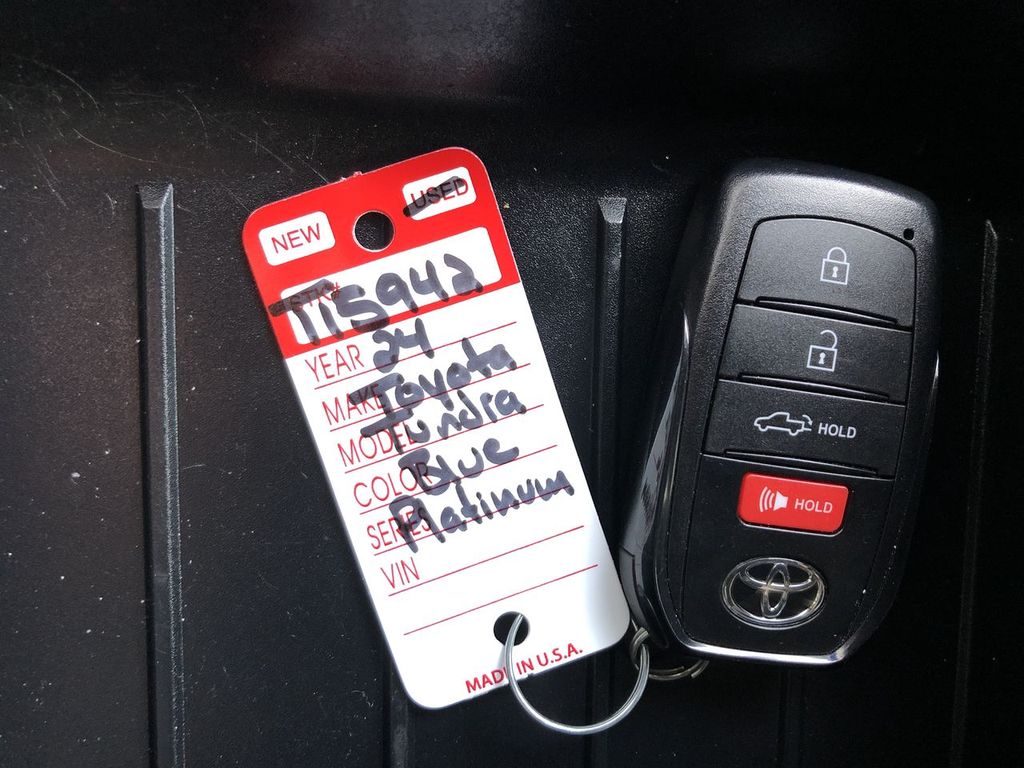 NEW USED
STK# T15942
YEAR 24
MAKE Toyota
MODEL Tundra
COLOR Blue
SERIES Platinum
VIN
MADE IN U.S.A.
HOLD
HOLD